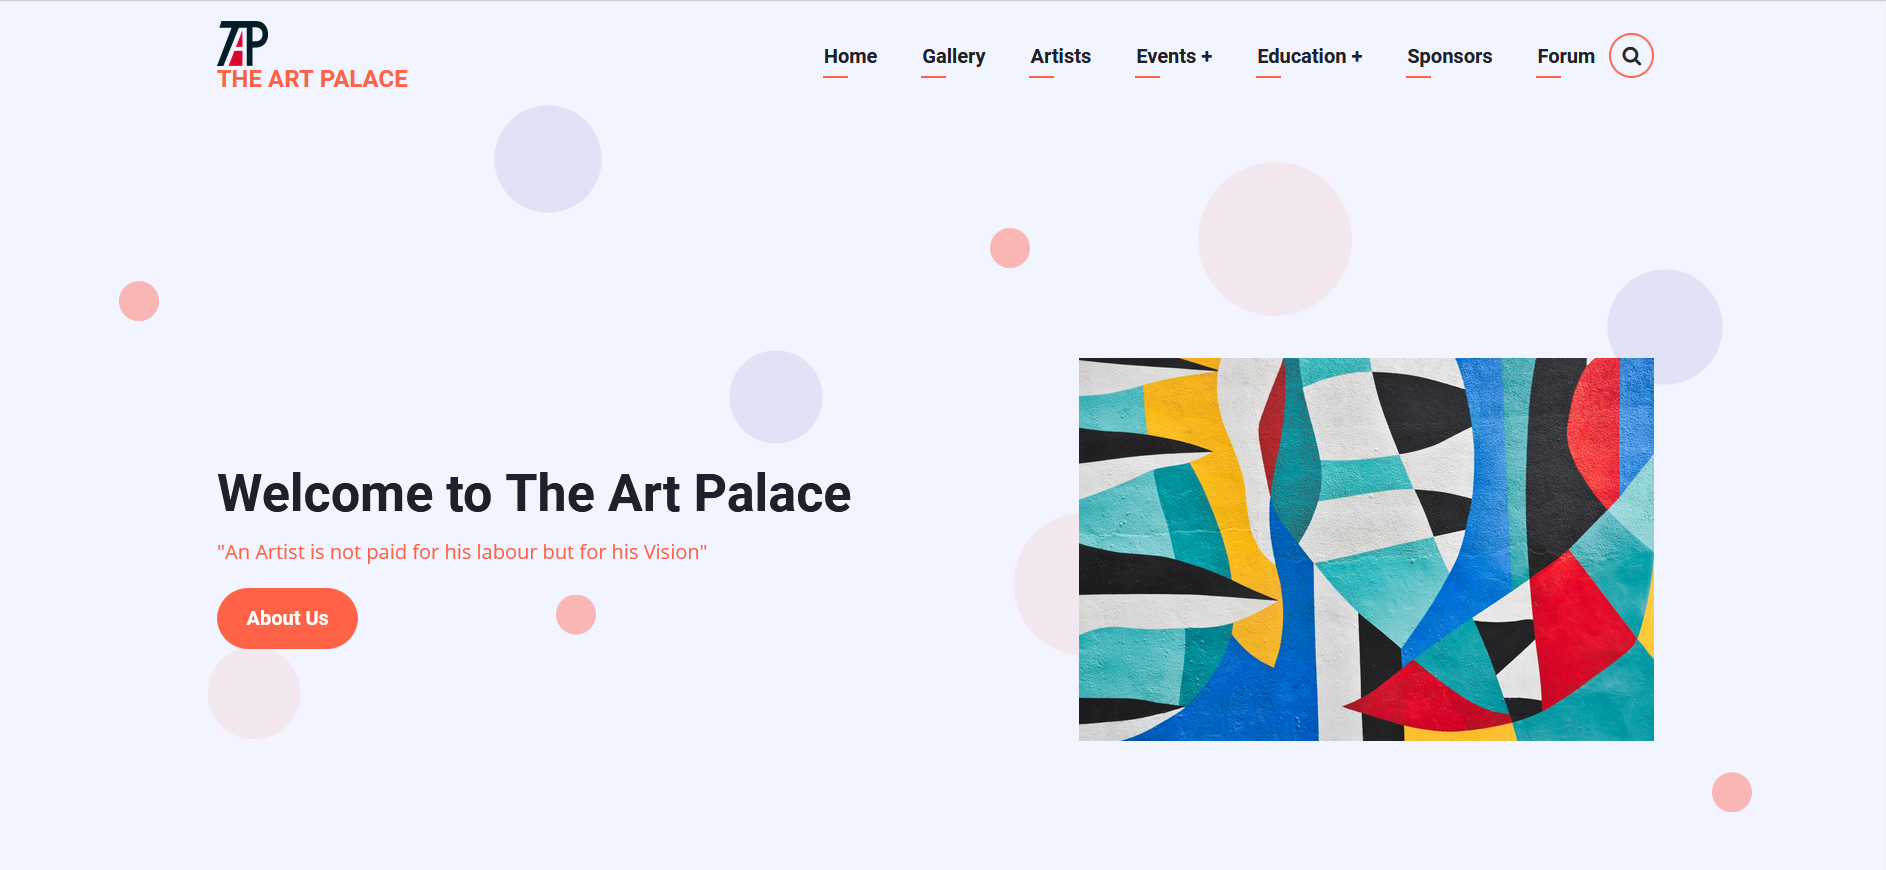 TAP
THE ART PALACE
Home Gallery Artists Events + Education + Sponsors Forum
Welcome to The Art Palace
"An Artist is not paid for his labour but for his Vision"
About Us